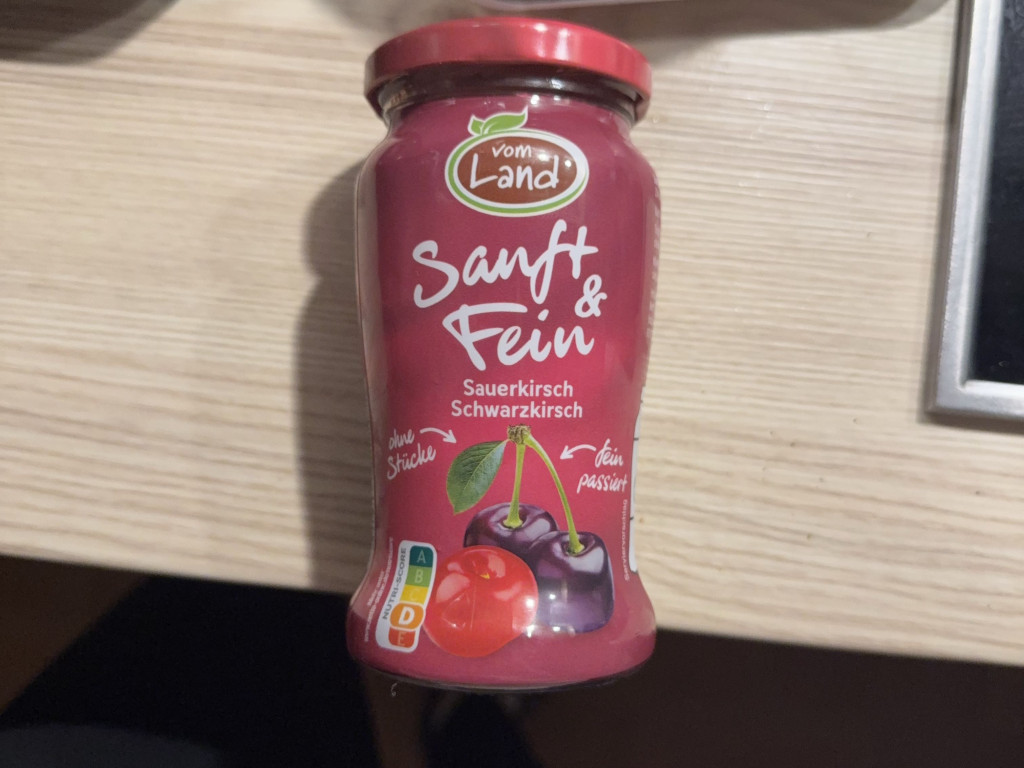 vom
Land
Sanft
&
Fein
Sauerkirsch
Schwarzkirsch
ohne
Stücke
fein
passiert
NUTRI-SCORE
A
B
C
D
E